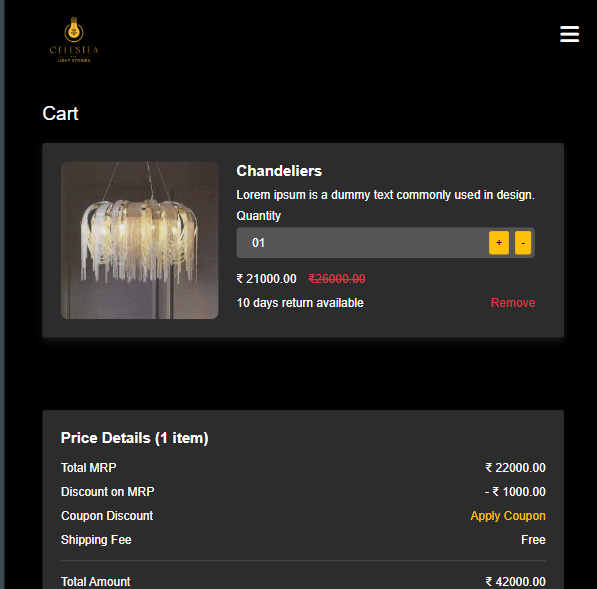 CELESTEA
LIGHT STORIES
Cart
Chandeliers
Lorem ipsum is a dummy text commonly used in design.
Quantity
01 + -
₹ 21000.00 ₹26000.00
10 days return available Remove
Price Details (1 item)
Total MRP ₹ 22000.00
Discount on MRP - ₹ 1000.00
Coupon Discount Apply Coupon
Shipping Fee Free
Total Amount ₹ 42000.00